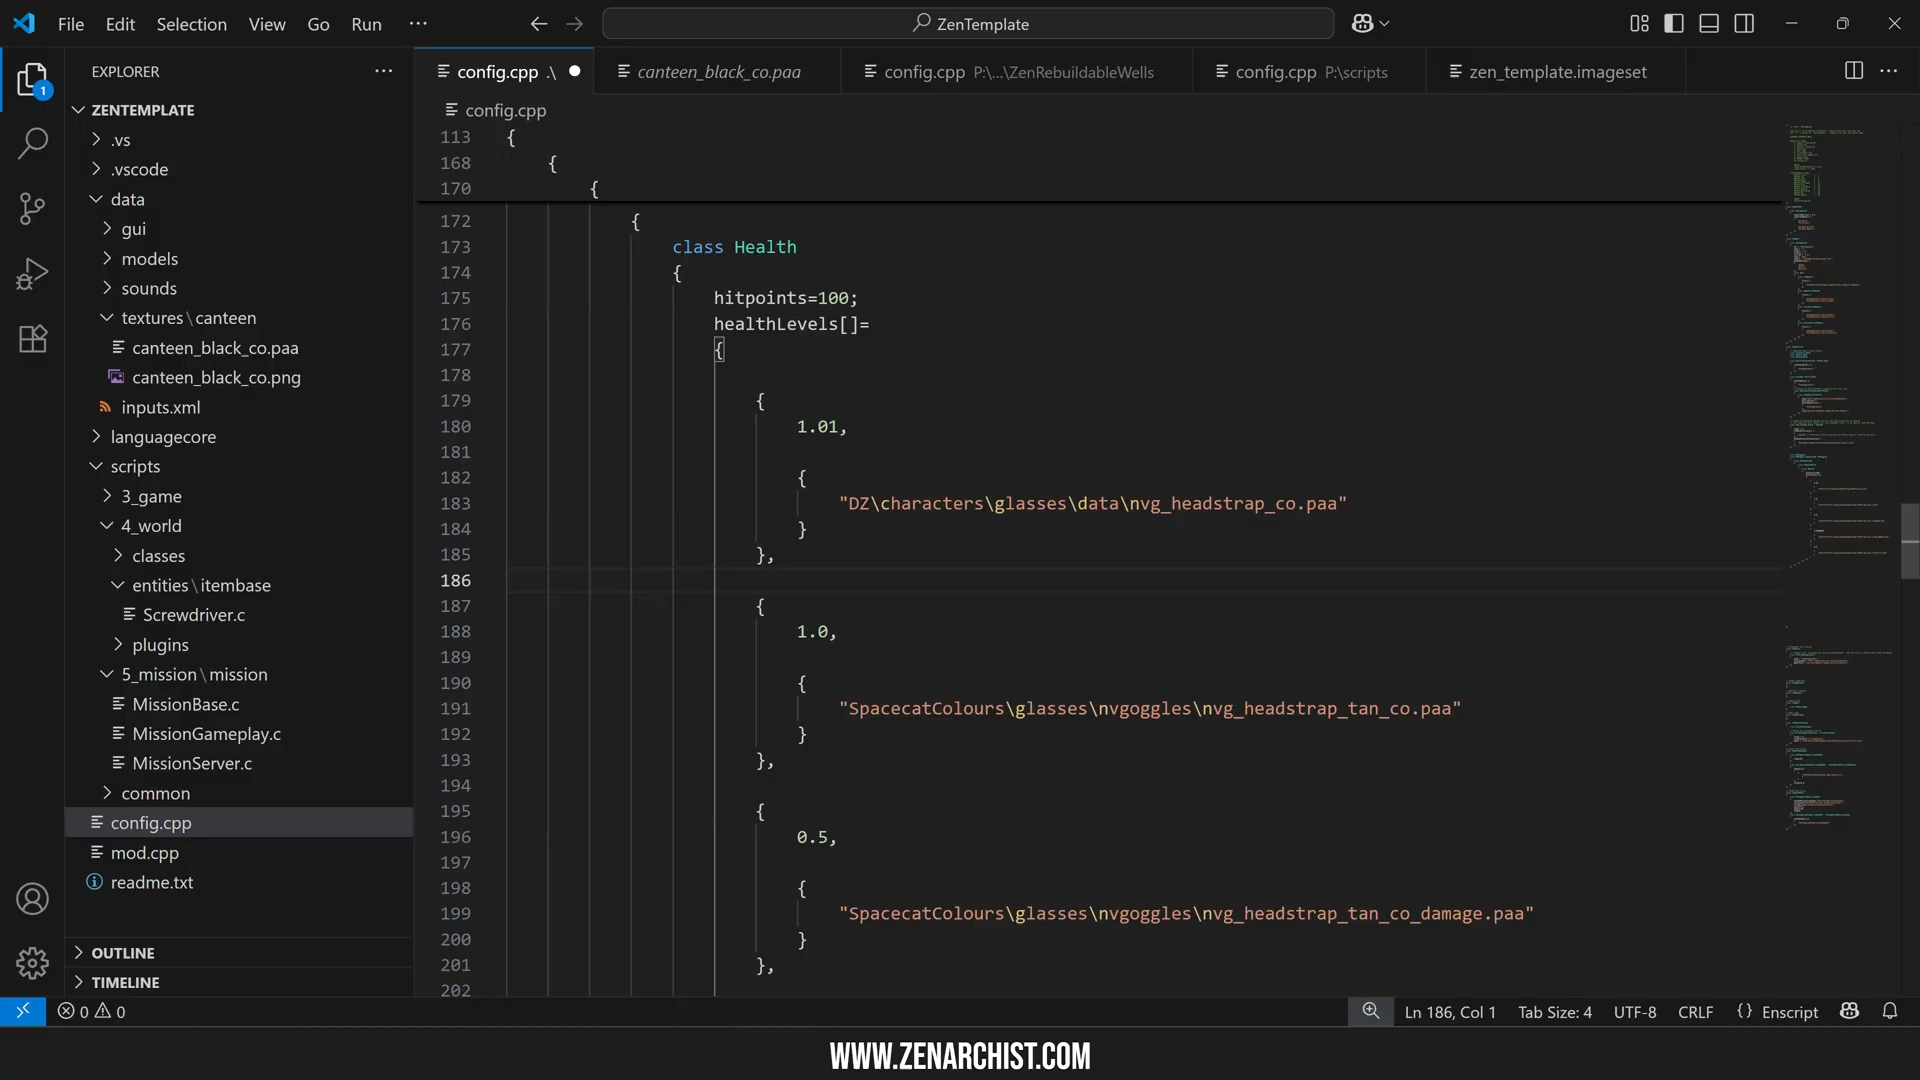 File Edit Selection View Go Run ··· ZenTemplate
EXPLORER
ZENTEMPLATE
.vs
.vscode
data
gui
models
sounds
textures\canteen
canteen_black_co.paa
canteen_black_co.png
inputs.xml
languagecore
scripts
3_game
4_world
classes
entities\itembase
Screwdriver.c
plugins
5_mission\mission
MissionBase.c
MissionGameplay.c
MissionServer.c
common
config.cpp
mod.cpp
readme.txt
OUTLINE
TIMELINE
1
config.cpp .\ canteen_black_co.paa config.cpp P:\...\ZenRebuildableWells config.cpp P:\scripts zen_template.imageset
config.cpp
113 {
168 {
170 {
172 {
173 class Health
174 {
175 hitpoints=100;
176 healthLevels[]=
177 {
178
179 {
180 1.01,
181
182 {
183 "DZ\characters\glasses\data\nvg_headstrap_co.paa"
184 }
185 },
186
187 {
188 1.0,
189
190 {
191 "SpacecatColours\glasses\nvgoggles\nvg_headstrap_tan_co.paa"
192 }
193 },
194
195 {
196 0.5,
197
198 {
199 "SpacecatColours\glasses\nvgoggles\nvg_headstrap_tan_co_damage.paa"
200 }
201 },
202
0 0 Ln 186, Col 1 Tab Size: 4 UTF-8 CRLF {} Enscript
WWW.ZENARCHIST.COM